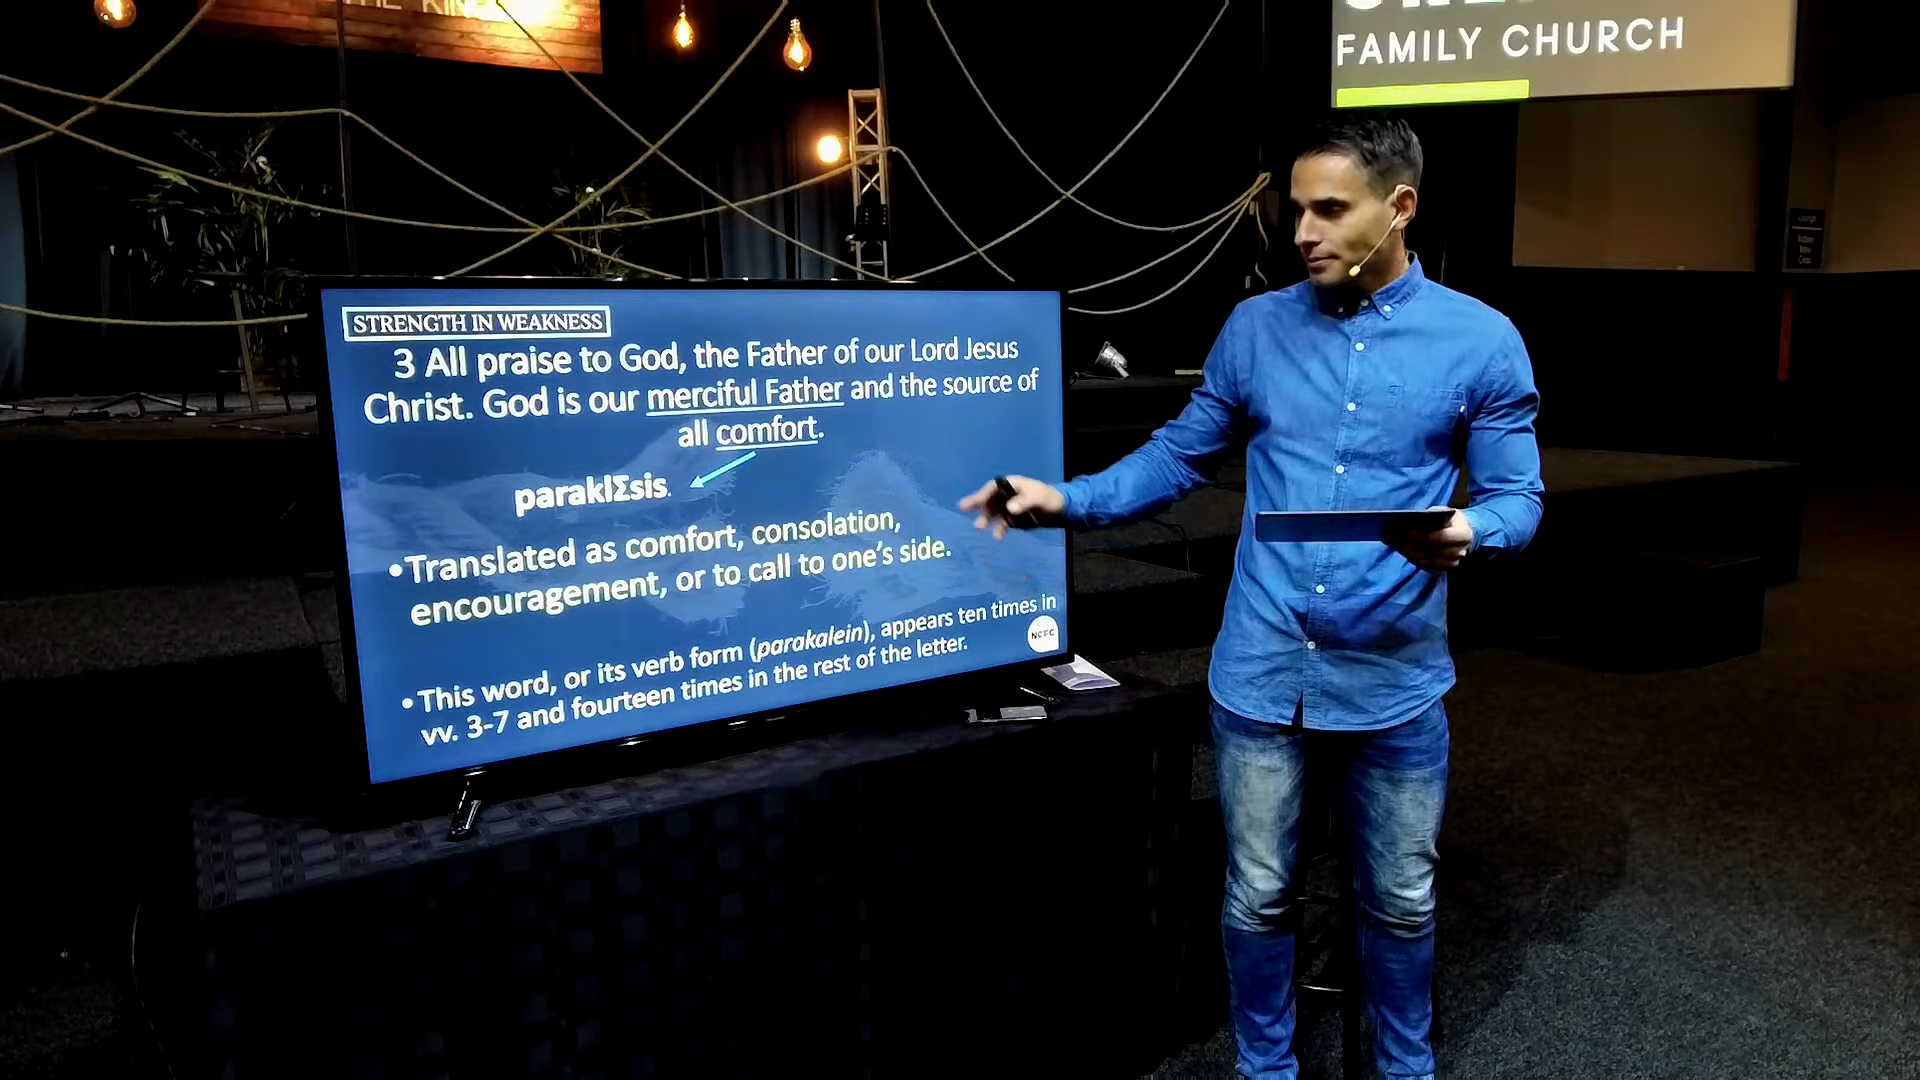 FAMILY CHURCH
STRENGTH IN WEAKNESS
3 All praise to God, the Father of our Lord Jesus
Christ. God is our merciful Father and the source of
all comfort.
paraklΣsis.
•Translated as comfort, consolation,
encouragement, or to call to one's side.
•This word, or its verb form (parakalein), appears ten times in
vv. 3-7 and fourteen times in the rest of the letter.
NCFC
Lounge